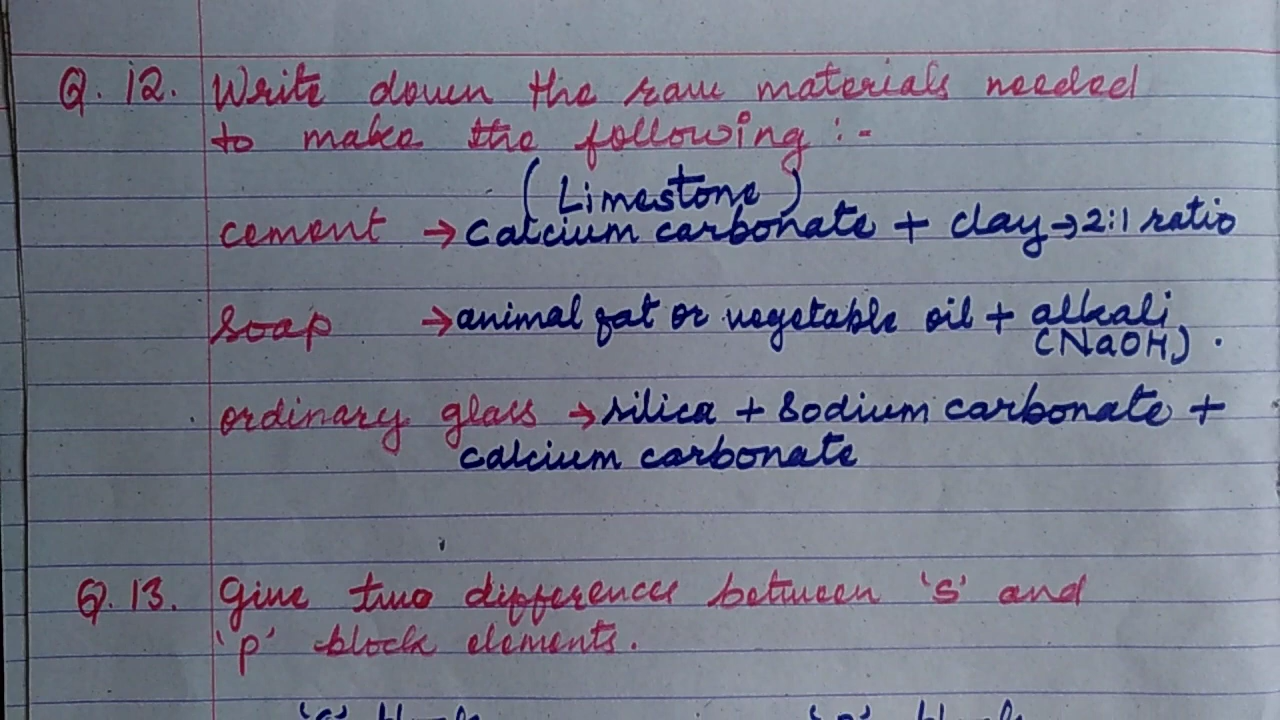 Q. 12. Write down the raw materials needed
to make the following :-
(Limestone)
cement → calcium carbonate + clay → 2:1 ratio
soap → animal fat or vegetable oil + alkali
(NaOH).
ordinary glass → silica + sodium carbonate +
calcium carbonate
Q. 13. Give two differences between 's' and
'p' block elements.
's' block 'p' block